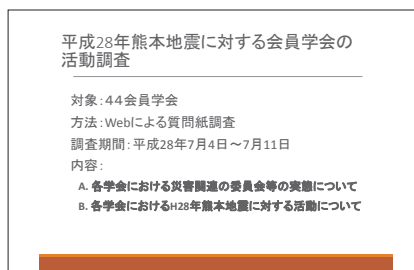 平成28年熊本地震に対する会員学会の
活動調査
対象：４４会員学会
方法：Webによる質問紙調査
調査期間：平成28年7月4日～7月11日
内容：
A. 各学会における災害関連の委員会等の実態について
B. 各学会におけるH28年熊本地震に対する活動について